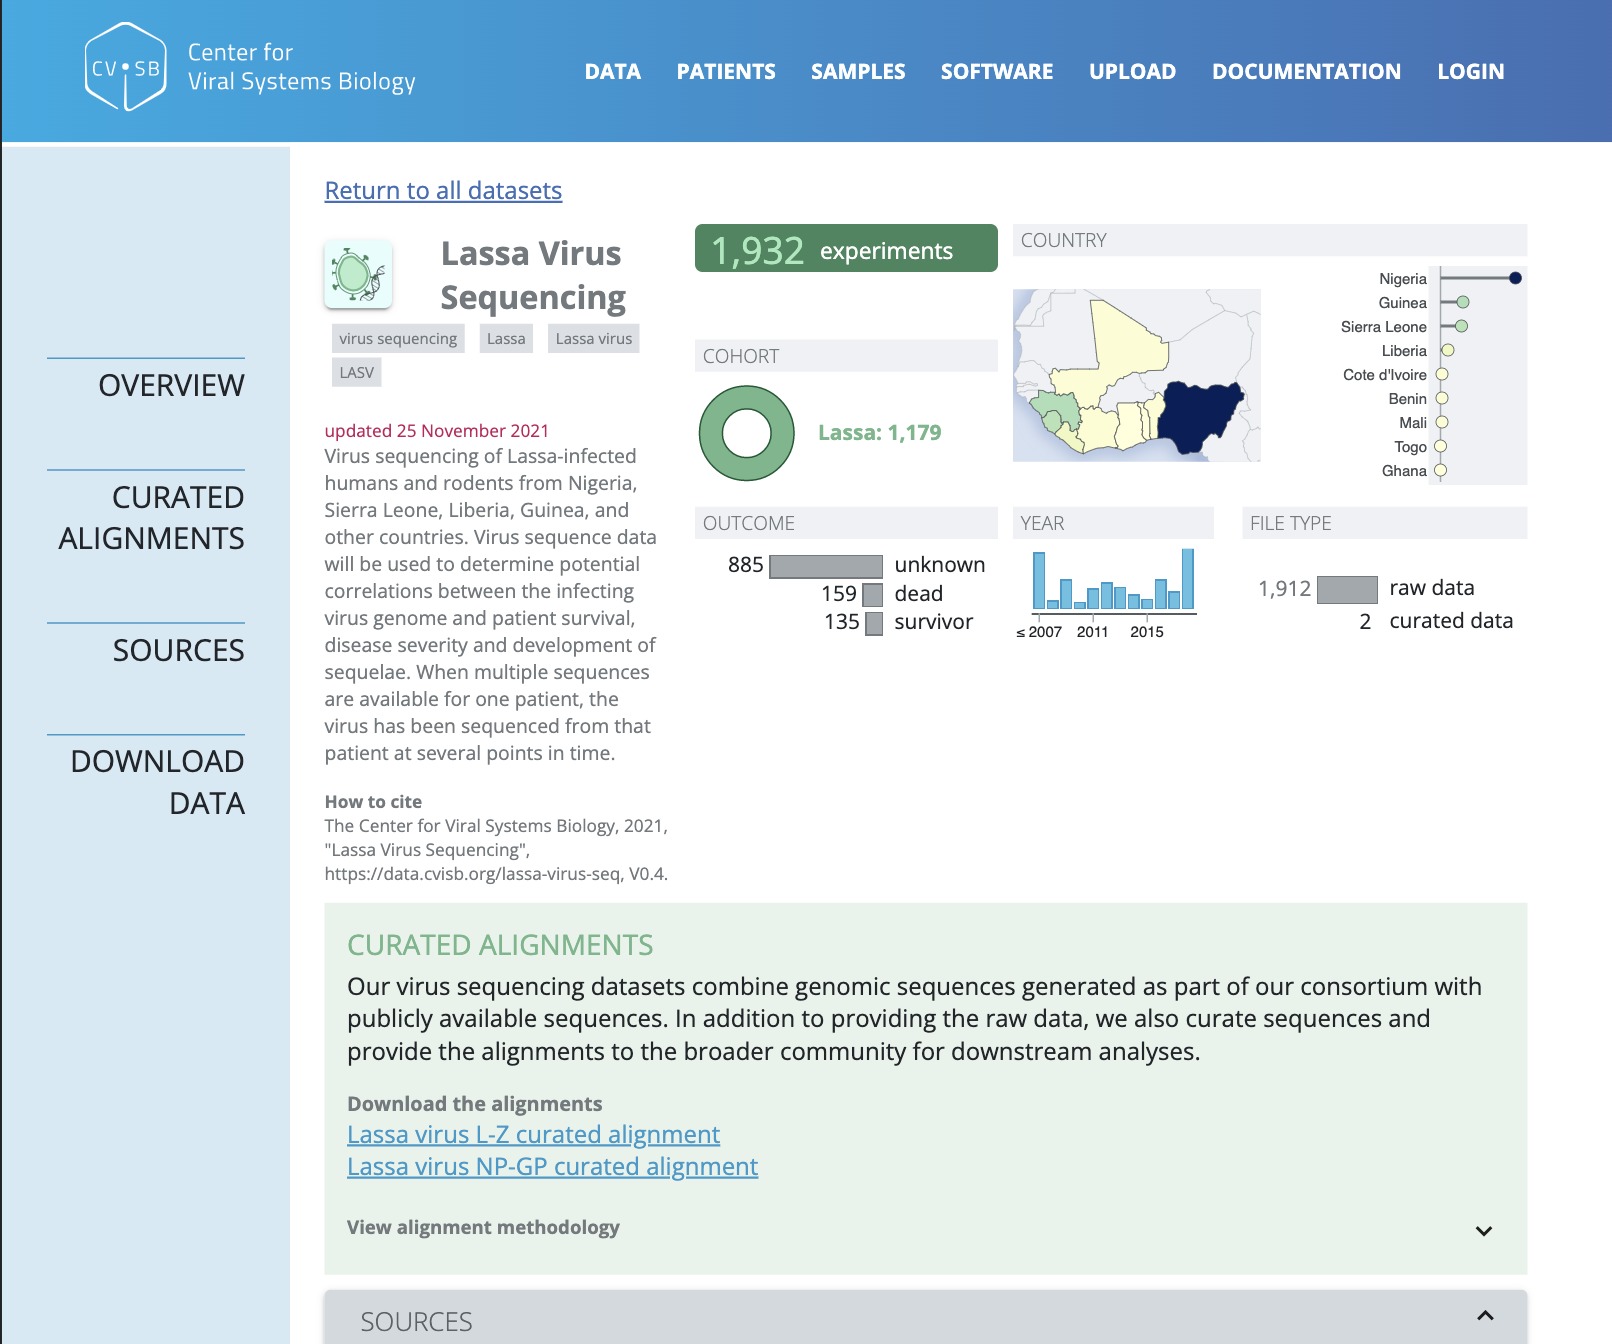 CV SB
Center for
Viral Systems Biology
DATA
PATIENTS
SAMPLES
SOFTWARE
UPLOAD
DOCUMENTATION
LOGIN
OVERVIEW
CURATED
ALIGNMENTS
SOURCES
DOWNLOAD
DATA
Return to all datasets
Lassa Virus
Sequencing
virus sequencing
Lassa
Lassa virus
LASV
updated 25 November 2021
Virus sequencing of Lassa-infected
humans and rodents from Nigeria,
Sierra Leone, Liberia, Guinea, and
other countries. Virus sequence data
will be used to determine potential
correlations between the infecting
virus genome and patient survival,
disease severity and development of
sequelae. When multiple sequences
are available for one patient, the
virus has been sequenced from that
patient at several points in time.
How to cite
The Center for Viral Systems Biology, 2021,
"Lassa Virus Sequencing",
https://data.cvisb.org/lassa-virus-seq, V0.4.
1,932 experiments
COHORT
Lassa: 1,179
COUNTRY
Nigeria
Guinea
Sierra Leone
Liberia
Cote d'Ivoire
Benin
Mali
Togo
Ghana
OUTCOME
885 unknown
159 dead
135 survivor
YEAR
≤ 2007 2011 2015
FILE TYPE
1,912 raw data
2 curated data
CURATED ALIGNMENTS
Our virus sequencing datasets combine genomic sequences generated as part of our consortium with
publicly available sequences. In addition to providing the raw data, we also curate sequences and
provide the alignments to the broader community for downstream analyses.
Download the alignments
Lassa virus L-Z curated alignment
Lassa virus NP-GP curated alignment
View alignment methodology
SOURCES